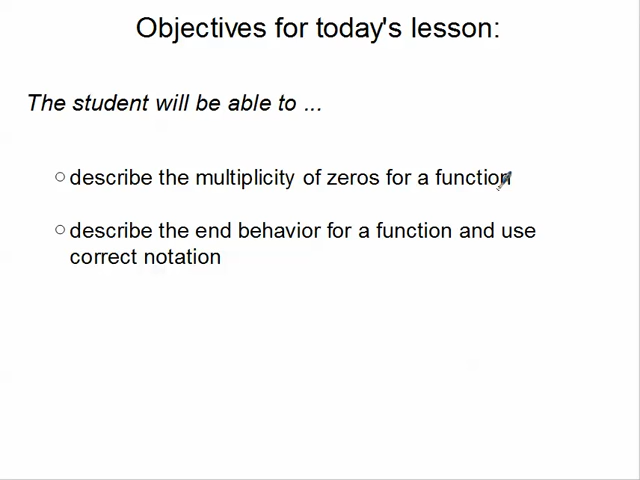 Objectives for today's lesson:
The student will be able to ...
describe the multiplicity of zeros for a function
describe the end behavior for a function and use
correct notation